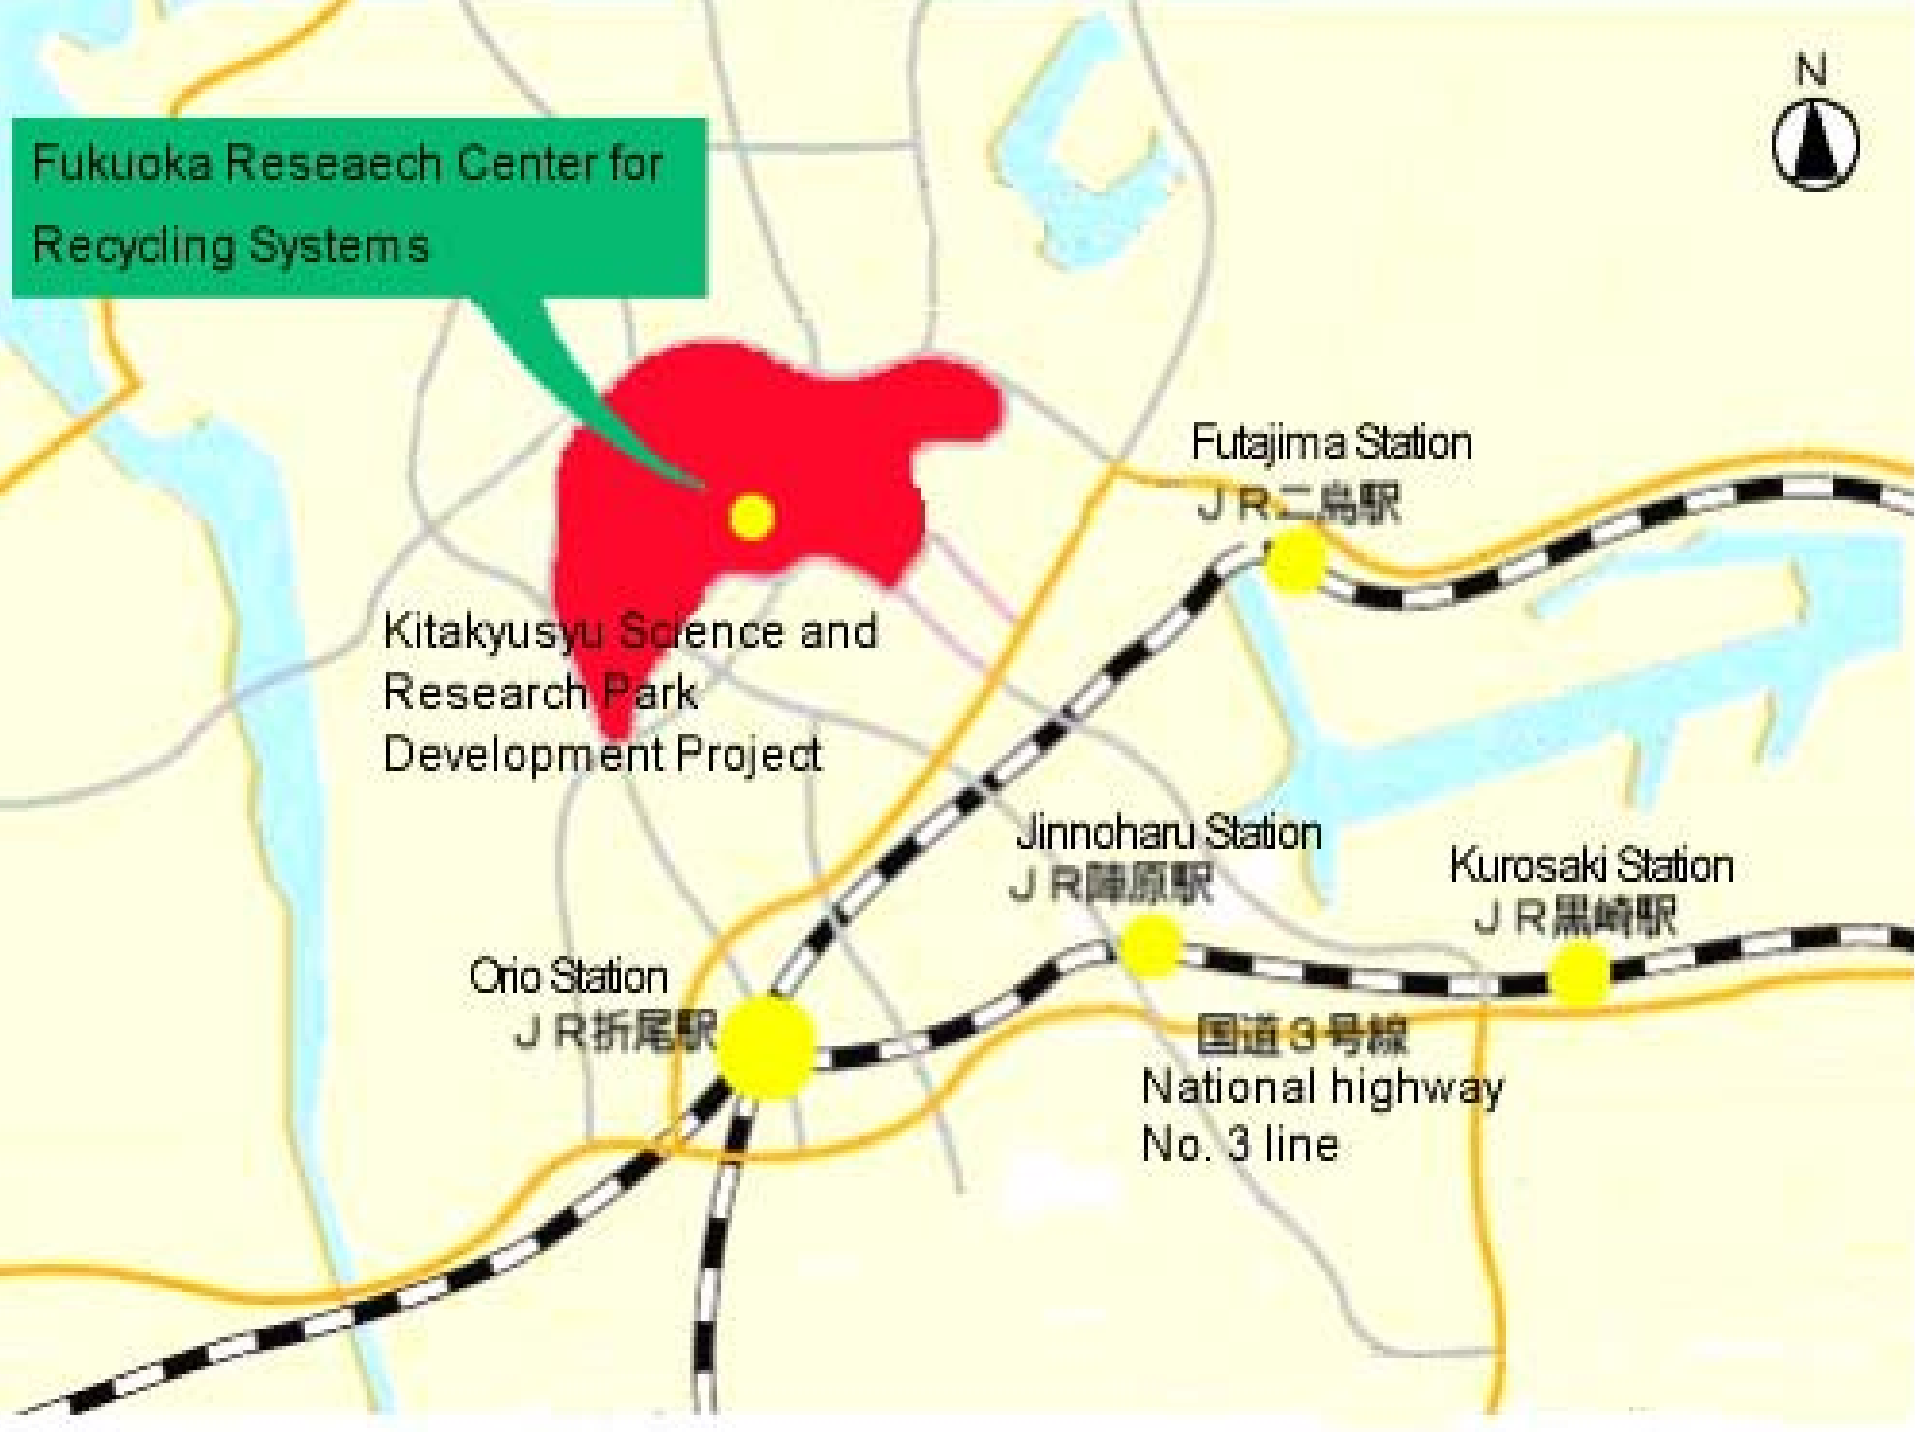 N
Fukuoka Reseaech Center for
Recycling Systems
Futajima Station
JR二島駅
Kitakyusyu Science and
Research Park
Development Project
Jinnoharu Station
JR陣原駅
Kurosaki Station
JR黒崎駅
Orio Station
JR折尾駅
国道3号線
National highway
No. 3 line